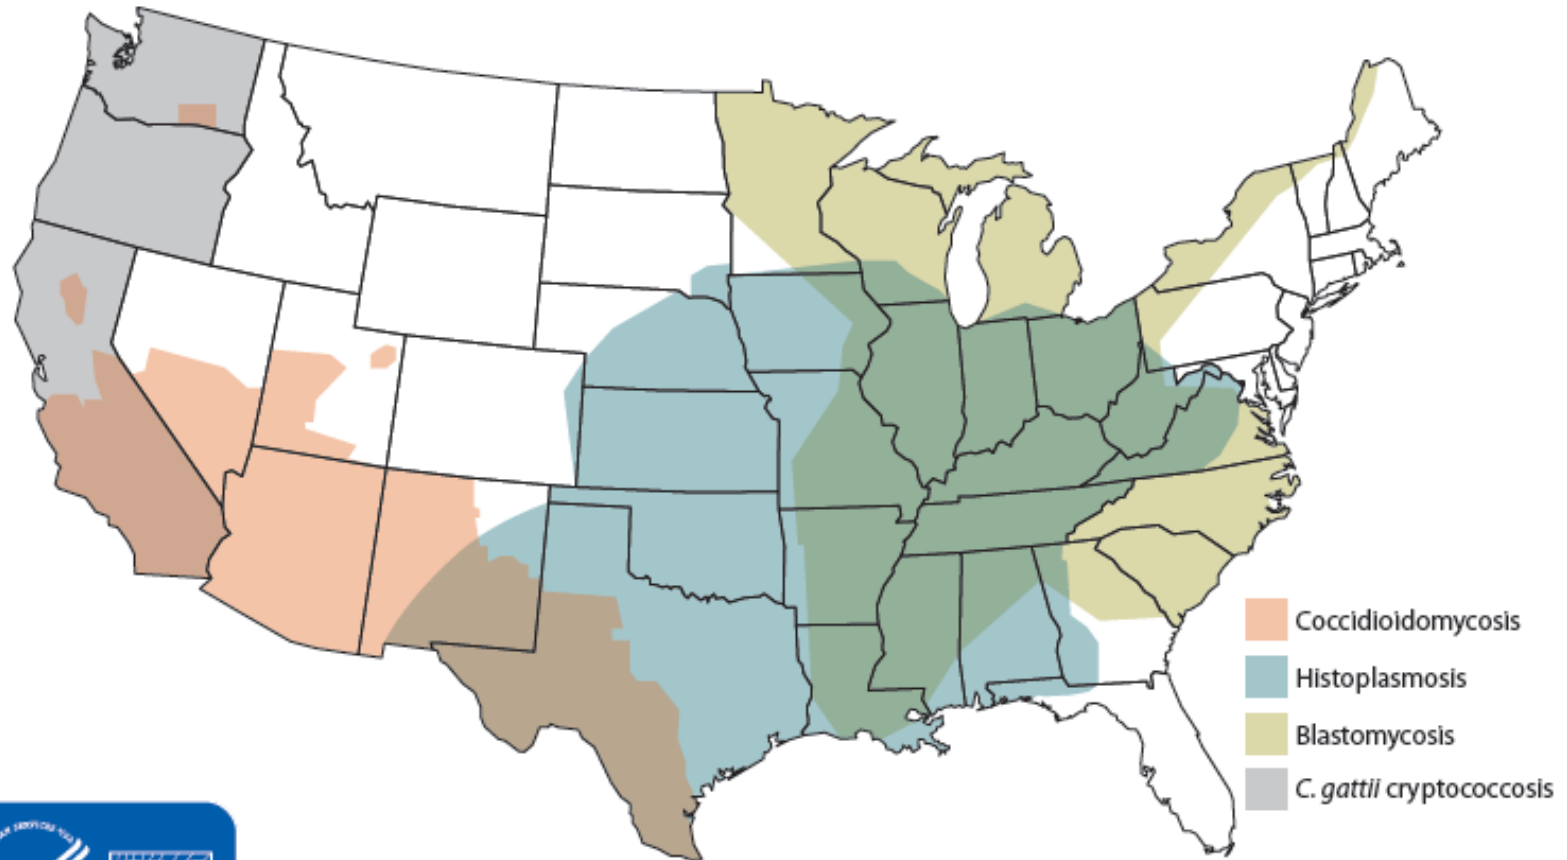 Coccidioidomycosis
Histoplasmosis
Blastomycosis
C. gattii cryptococcosis